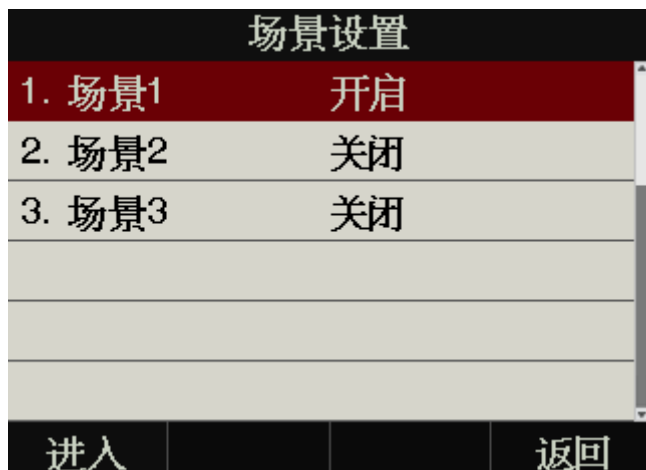 场景设置
1. 场景1 开启
2. 场景2 关闭
3. 场景3 关闭
进入 返回